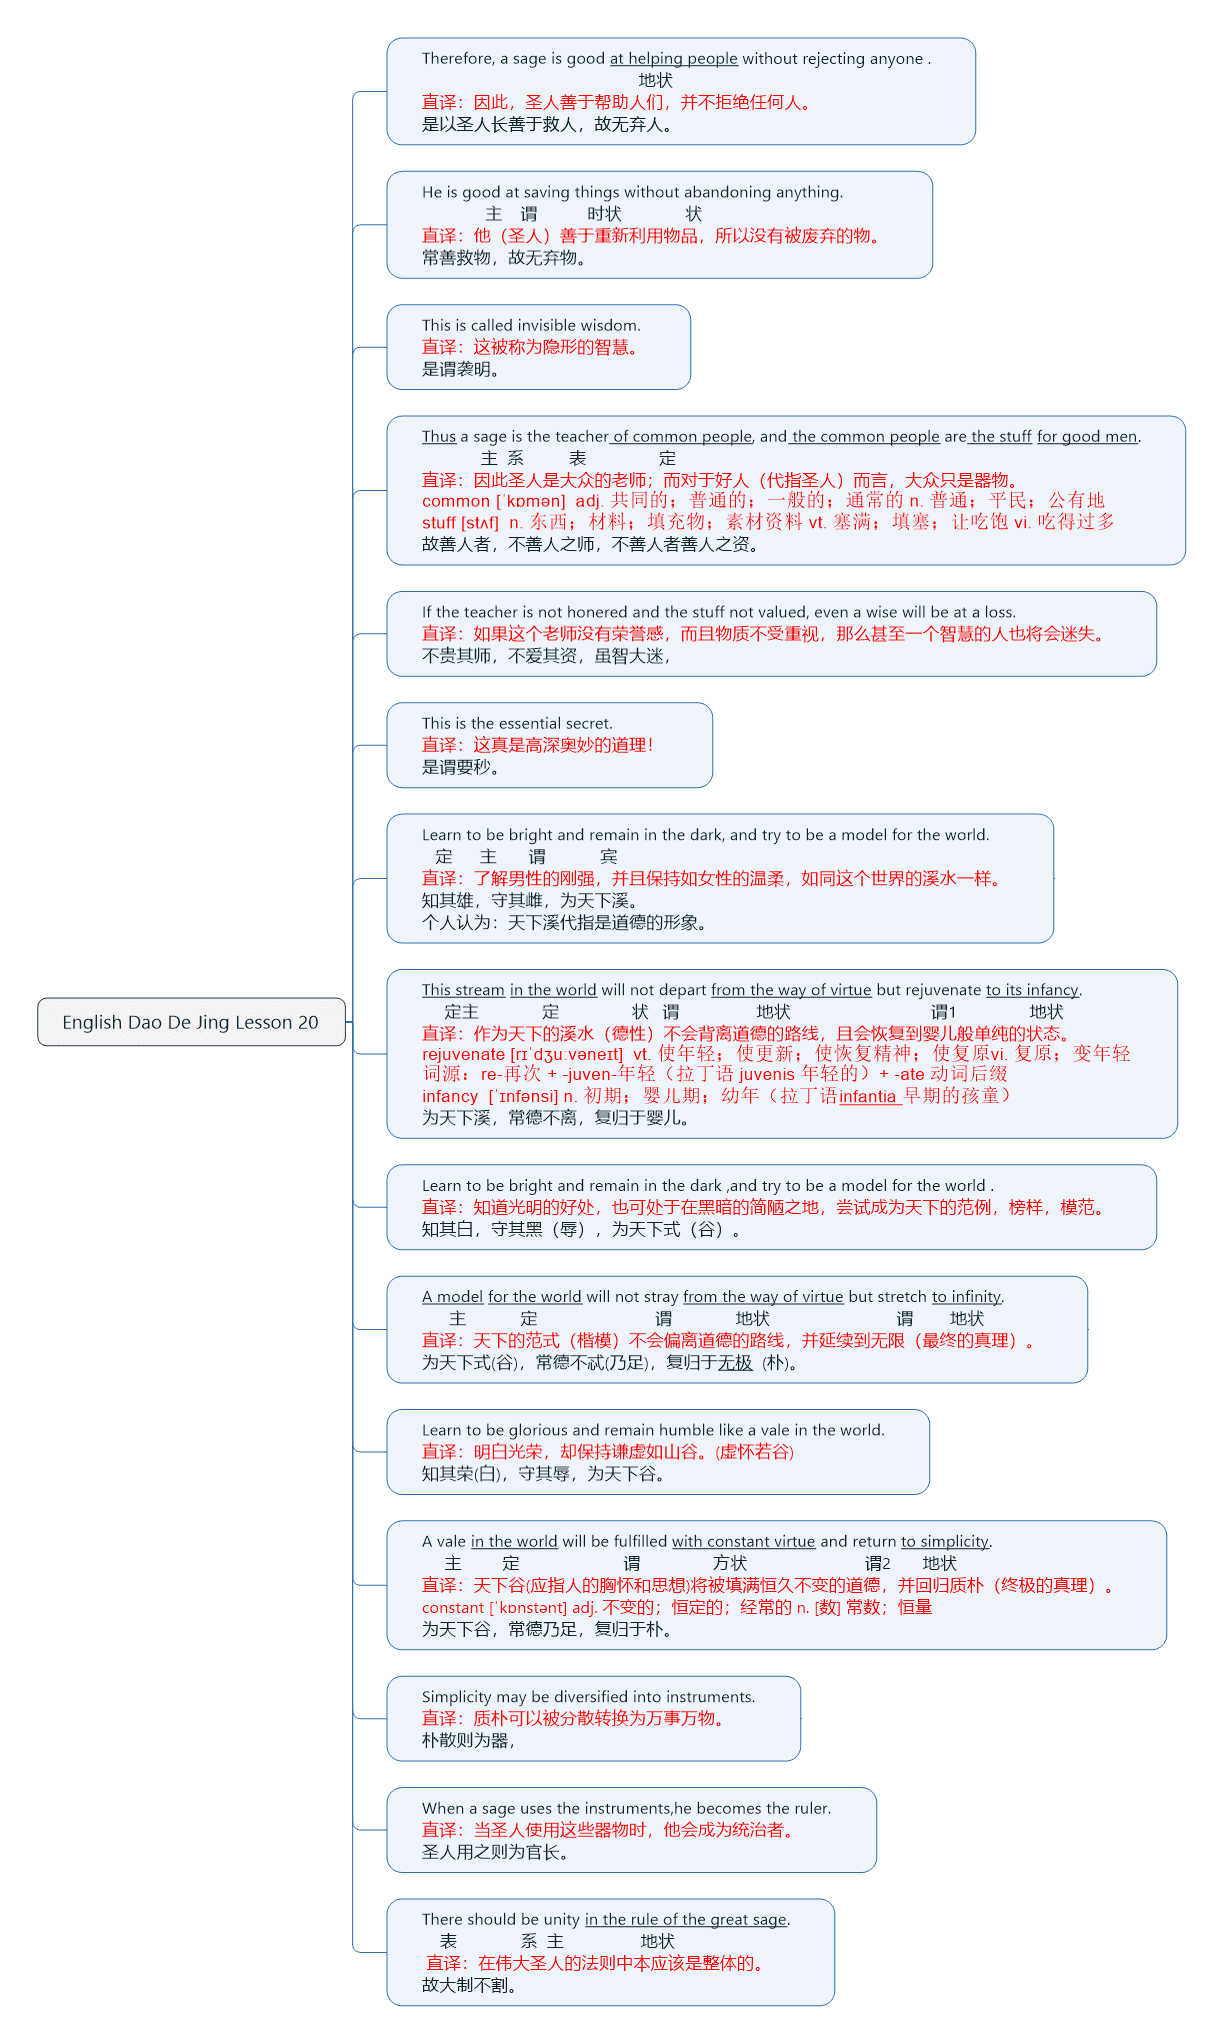 English Dao De Jing Lesson 20
Therefore, a sage is good at helping people without rejecting anyone .
地状
直译：因此，圣人善于帮助人们，并不拒绝任何人。
是以圣人长善于救人，故无弃人。
He is good at saving things without abandoning anything.
主 谓 时状 状
直译：他（圣人）善于重新利用物品，所以没有被废弃的物。
常善救物，故无弃物。
This is called invisible wisdom.
直译：这被称为隐形的智慧。
是谓袭明。
Thus a sage is the teacher of common people, and the common people are the stuff for good men.
主 系 表 定
直译：因此圣人是大众的老师；而对于好人（代指圣人）而言，大众只是器物。
common [ˈkɒmən] adj. 共同的；普通的；一般的；通常的 n. 普通；平民；公有地
stuff [stʌf] n. 东西；材料；填充物；素材资料 vt. 塞满；填塞；让吃饱 vi. 吃得过多
故善人者，不善人之师，不善人者善人之资。
If the teacher is not honered and the stuff not valued, even a wise will be at a loss.
直译：如果这个老师没有荣誉感，而且物质不受重视，那么甚至一个智慧的人也将会迷失。
不贵其师，不爱其资，虽智大迷，
This is the essential secret.
直译：这真是高深奥妙的道理！
是谓要秒。
Learn to be bright and remain in the dark, and try to be a model for the world.
定 主 谓 宾
直译：了解男性的刚强，并且保持如女性的温柔，如同这个世界的溪水一样。
知其雄，守其雌，为天下溪。
个人认为：天下溪代指是道德的形象。
This stream in the world will not depart from the way of virtue but rejuvenate to its infancy.
定主 定 状 谓 地状 谓1 地状
直译：作为天下的溪水（德性）不会背离道德的路线，且会恢复到婴儿般单纯的状态。
rejuvenate [rɪˈdʒuːvəneɪt] vt. 使年轻；使更新；使恢复精神；使复原vi. 复原；变年轻
词源：re-再次 + -juven-年轻（拉丁语 juvenis 年轻的）+ -ate 动词后缀
infancy [ˈɪnfənsi] n. 初期；婴儿期；幼年（拉丁语infantia 早期的孩童）
为天下溪，常德不离，复归于婴儿。
Learn to be bright and remain in the dark ,and try to be a model for the world .
直译：知道光明的好处，也可处于在黑暗的简陋之地，尝试成为天下的范例，榜样，模范。
知其白，守其黑（辱），为天下式（谷）。
A model for the world will not stray from the way of virtue but stretch to infinity.
主 定 谓 地状 谓 地状
直译：天下的范式（楷模）不会偏离道德的路线，并延续到无限（最终的真理）。
为天下式(谷)，常德不忒(乃足)，复归于无极 (朴)。
Learn to be glorious and remain humble like a vale in the world.
直译：明白光荣，却保持谦虚如山谷。(虚怀若谷)
知其荣(白)，守其辱，为天下谷。
A vale in the world will be fulfilled with constant virtue and return to simplicity.
主 定 谓 方状 谓2 地状
直译：天下谷(应指人的胸怀和思想)将被填满恒久不变的道德，并回归质朴（终极的真理）。
constant [ˈkɒnstənt] adj. 不变的；恒定的；经常的 n. [数] 常数；恒量
为天下谷，常德乃足，复归于朴。
Simplicity may be diversified into instruments.
直译：质朴可以被分散转换为万事万物。
朴散则为器，
When a sage uses the instruments,he becomes the ruler.
直译：当圣人使用这些器物时，他会成为统治者。
圣人用之则为官长。
There should be unity in the rule of the great sage.
表 系 主 地状
直译：在伟大圣人的法则中本应该是整体的。
故大制不割。